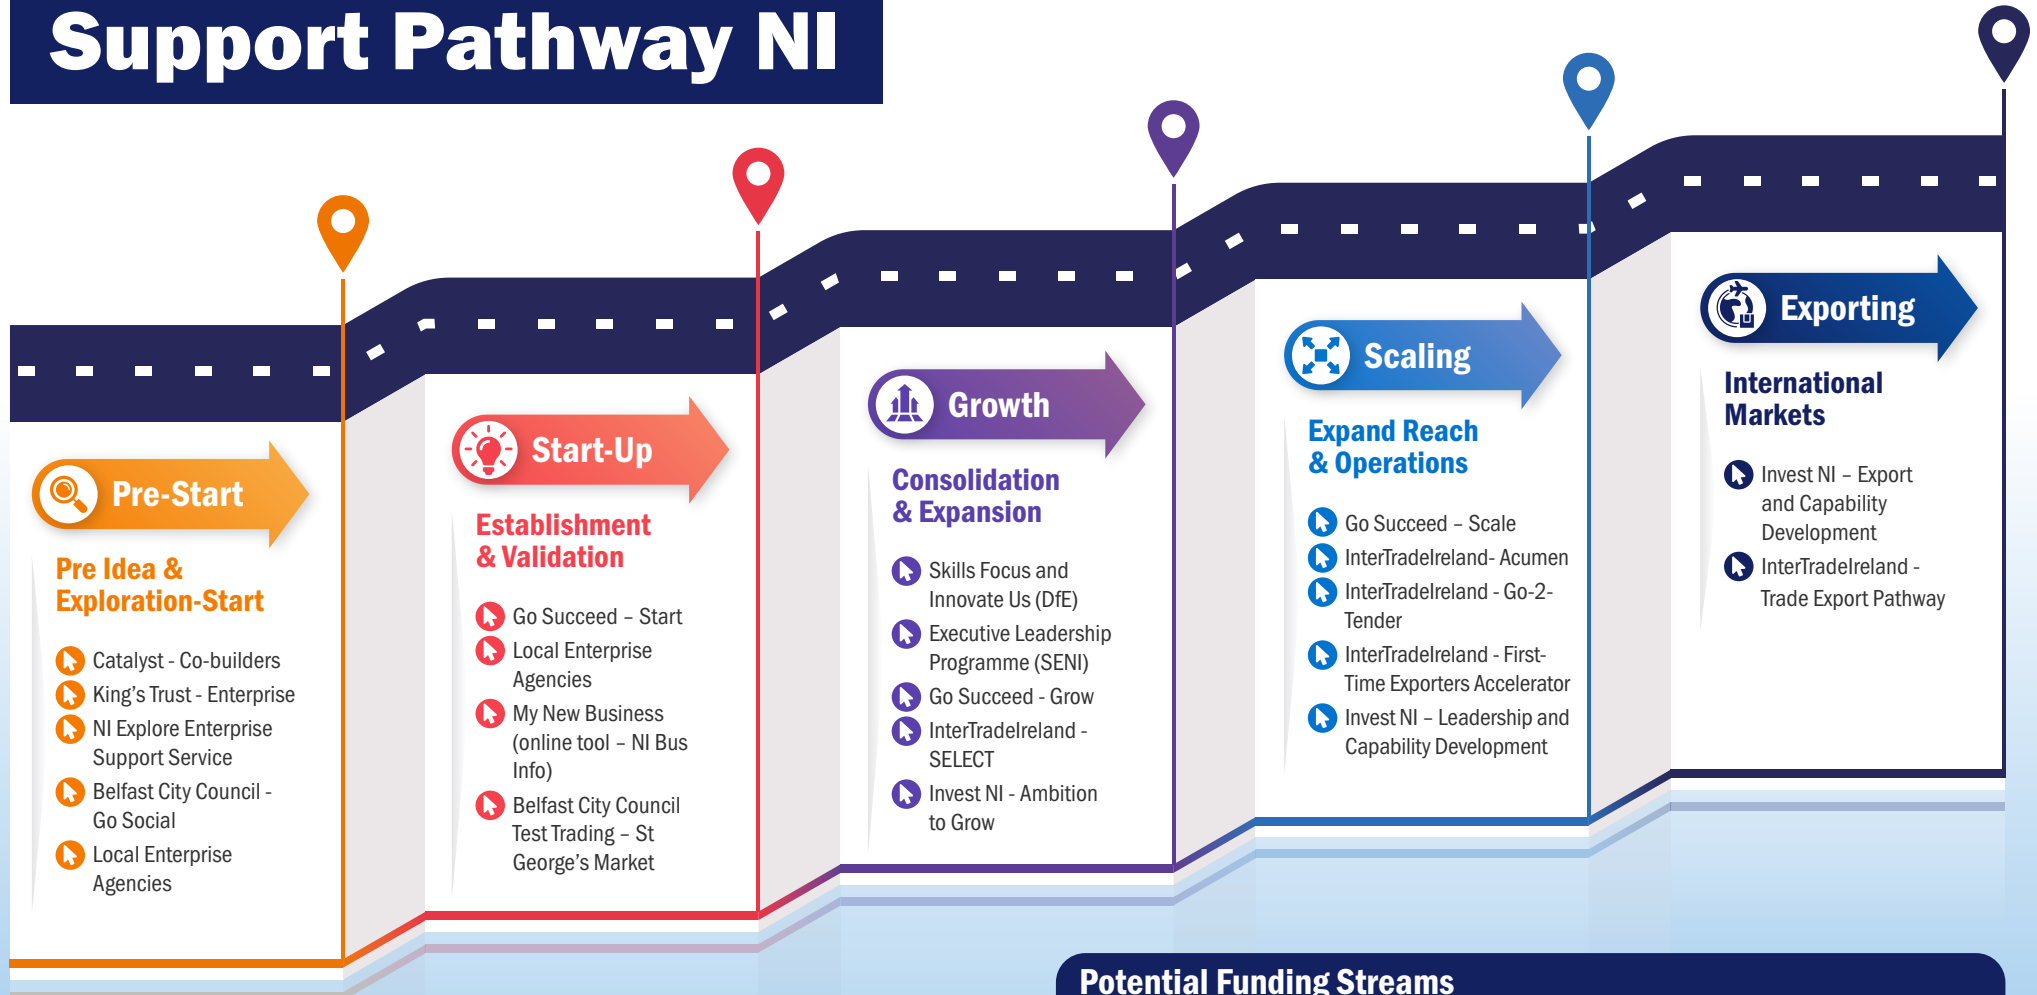 Support Pathway NI
Pre-Start
Pre Idea &
Exploration-Start
Catalyst - Co-builders
King's Trust - Enterprise
NI Explore Enterprise
Support Service
Belfast City Council -
Go Social
Local Enterprise
Agencies
Start-Up
Establishment
& Validation
Go Succeed – Start
Local Enterprise
Agencies
My New Business
(online tool – NI Bus
Info)
Belfast City Council
Test Trading – St
George's Market
Growth
Consolidation
& Expansion
Skills Focus and
Innovate Us (DfE)
Executive Leadership
Programme (SENI)
Go Succeed - Grow
InterTradeIreland -
SELECT
Invest NI - Ambition
to Grow
Scaling
Expand Reach
& Operations
Go Succeed – Scale
InterTradeIreland- Acumen
InterTradeIreland - Go-2-
Tender
InterTradeIreland - First-
Time Exporters Accelerator
Invest NI – Leadership and
Capability Development
Exporting
International
Markets
Invest NI – Export
and Capability
Development
InterTradeIreland -
Trade Export Pathway
Potential Funding Streams